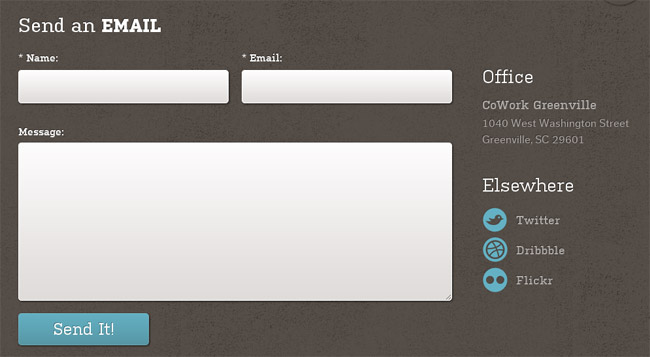 Send an EMAIL
* Name:
* Email:
Message:
Send It!
Office
CoWork Greenville
1040 West Washington Street
Greenville, SC 29601
Elsewhere
Twitter
Dribbble
Flickr